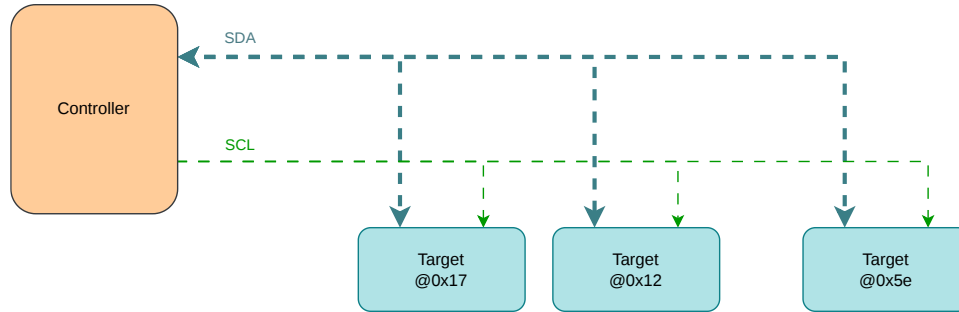 SDA
Controller
SCL
Target
@0x17
Target
@0x12
Target
@0x5e